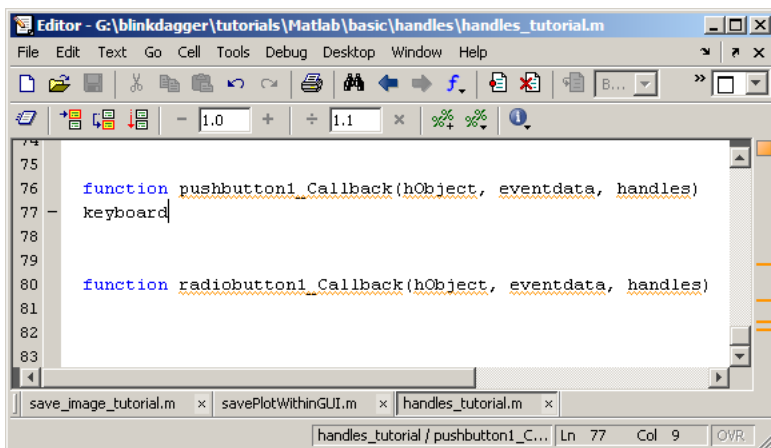 Editor - G:\blinkdagger\tutorials\Matlab\basic\handles\handles_tutorial.m
File Edit Text Go Cell Tools Debug Desktop Window Help
B...
1.0
1.1
74
75
76 function pushbutton1_Callback(hObject, eventdata, handles)
77 keyboard
78
79
80 function radiobutton1_Callback(hObject, eventdata, handles)
81
82
83
save_image_tutorial.m savePlotWithinGUI.m handles_tutorial.m
handles_tutorial / pushbutton1_C... Ln 77 Col 9 OVR